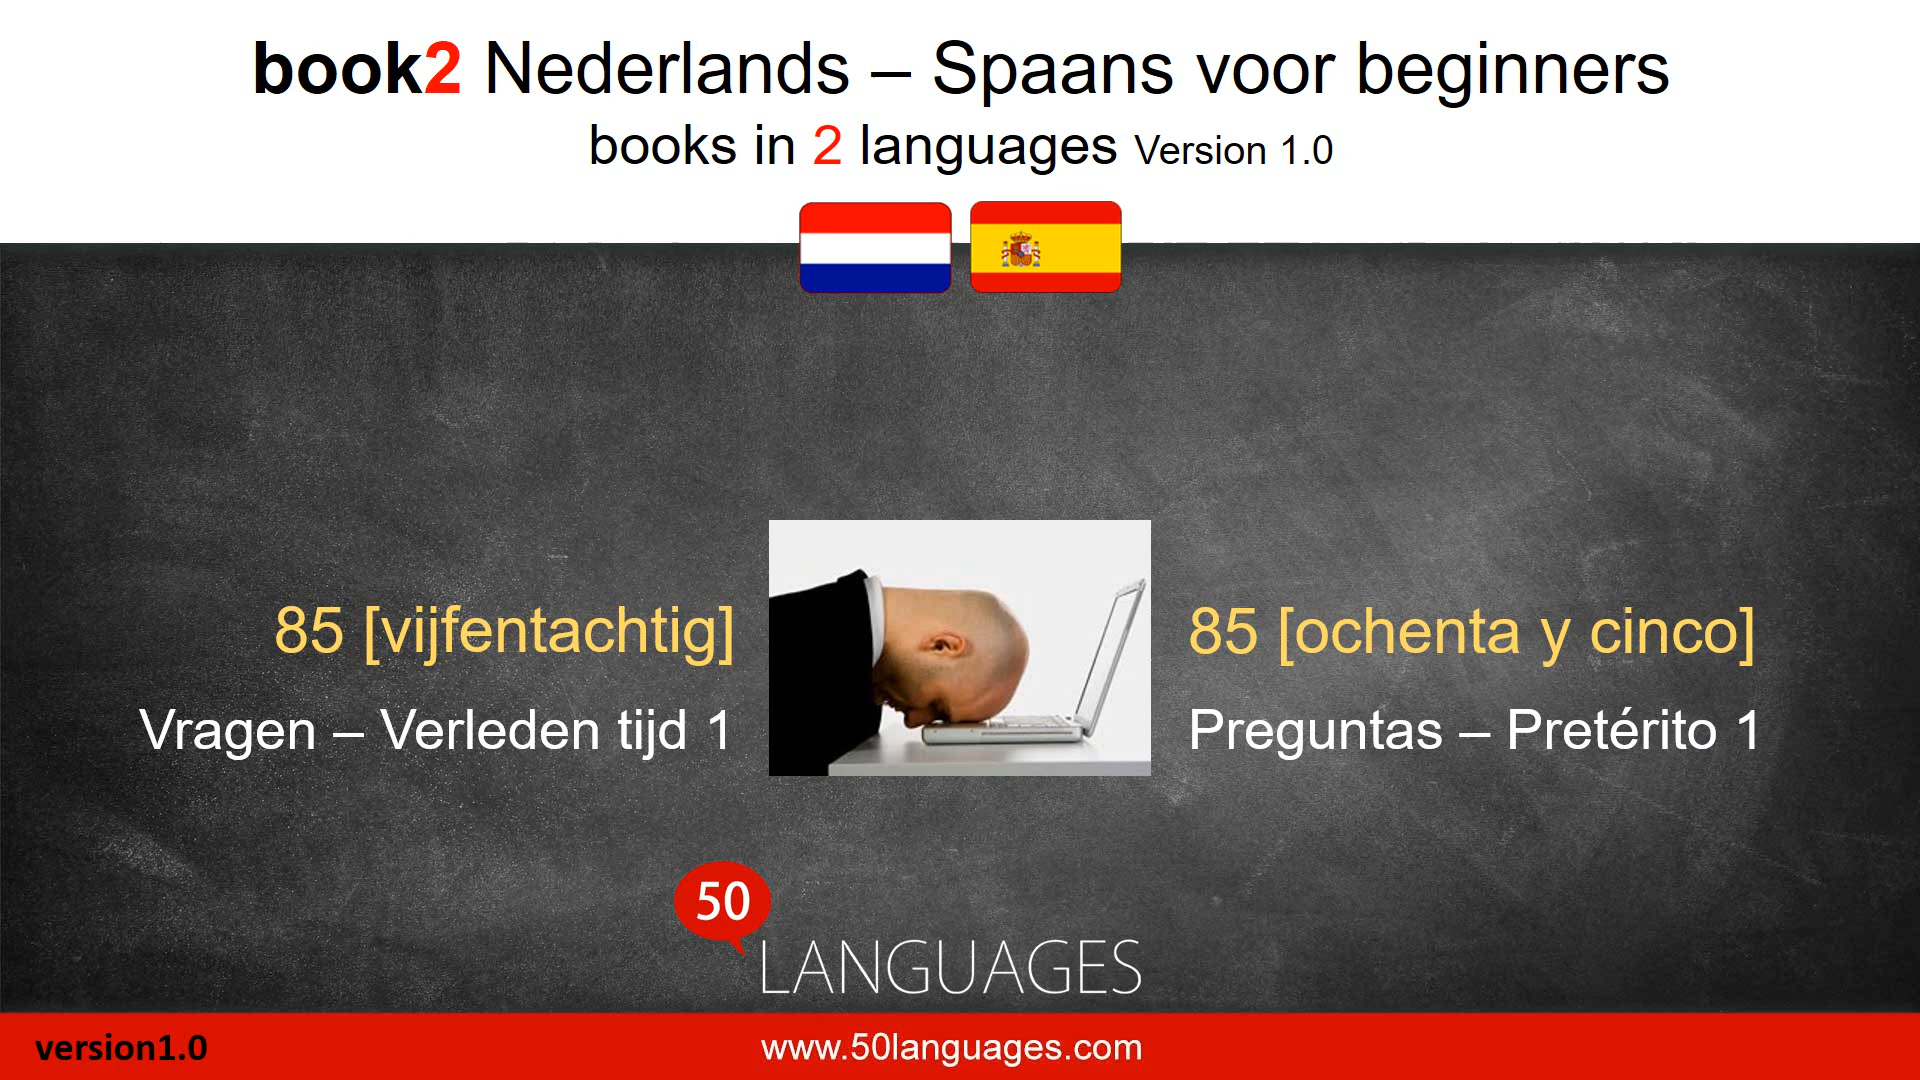 book2 Nederlands – Spaans voor beginners
books in 2 languages Version 1.0
85 [vijfentachtig]
Vragen – Verleden tijd 1
85 [ochenta y cinco]
Preguntas – Pretérito 1
50
LANGUAGES
version1.0
www.50languages.com